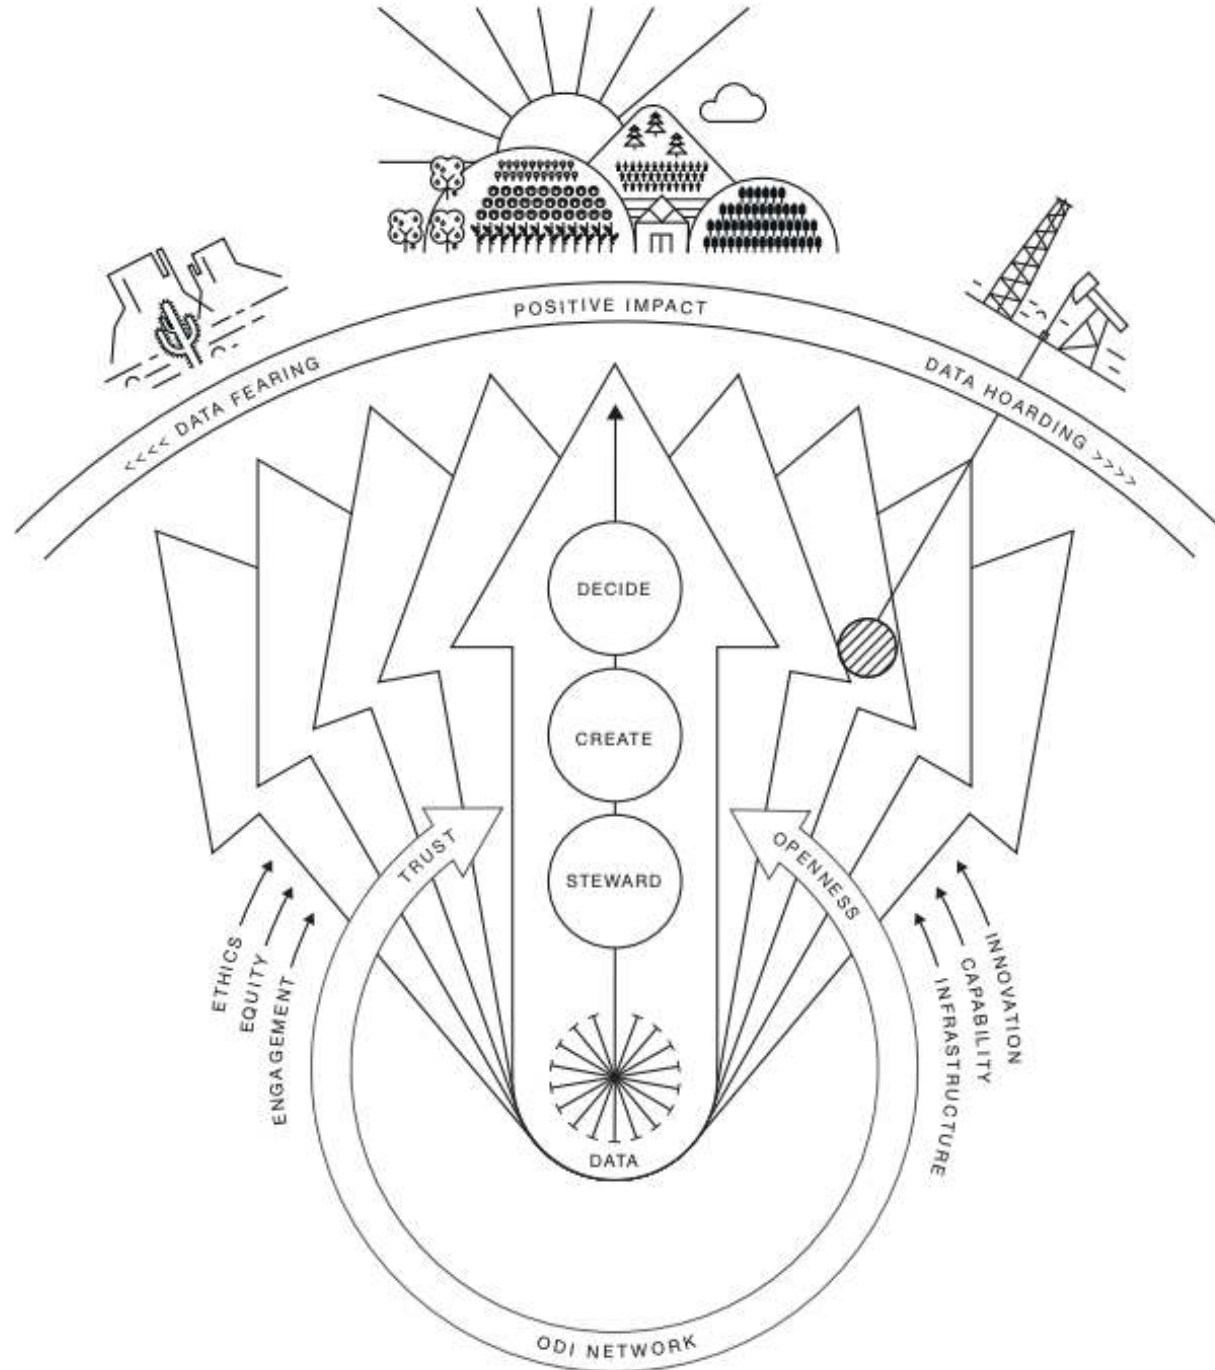 POSITIVE IMPACT
<<<< DATA FEARING
DATA HOARDING >>>>
DECIDE
CREATE
STEWARD
TRUST
OPENNESS
ETHICS
EQUITY
ENGAGEMENT
INNOVATION
CAPABILITY
INFRASTRUCTURE
DATA
ODI NETWORK